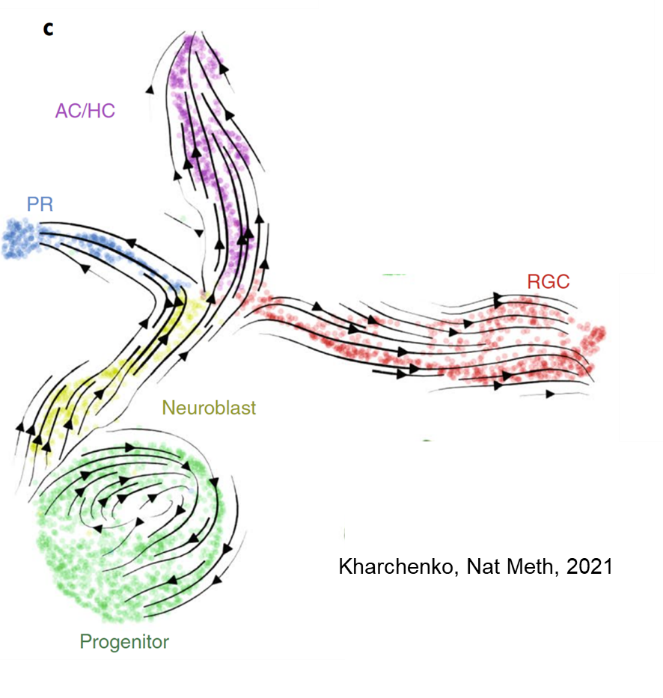 c
AC/HC
PR
RGC
Neuroblast
Kharchenko, Nat Meth, 2021
Progenitor